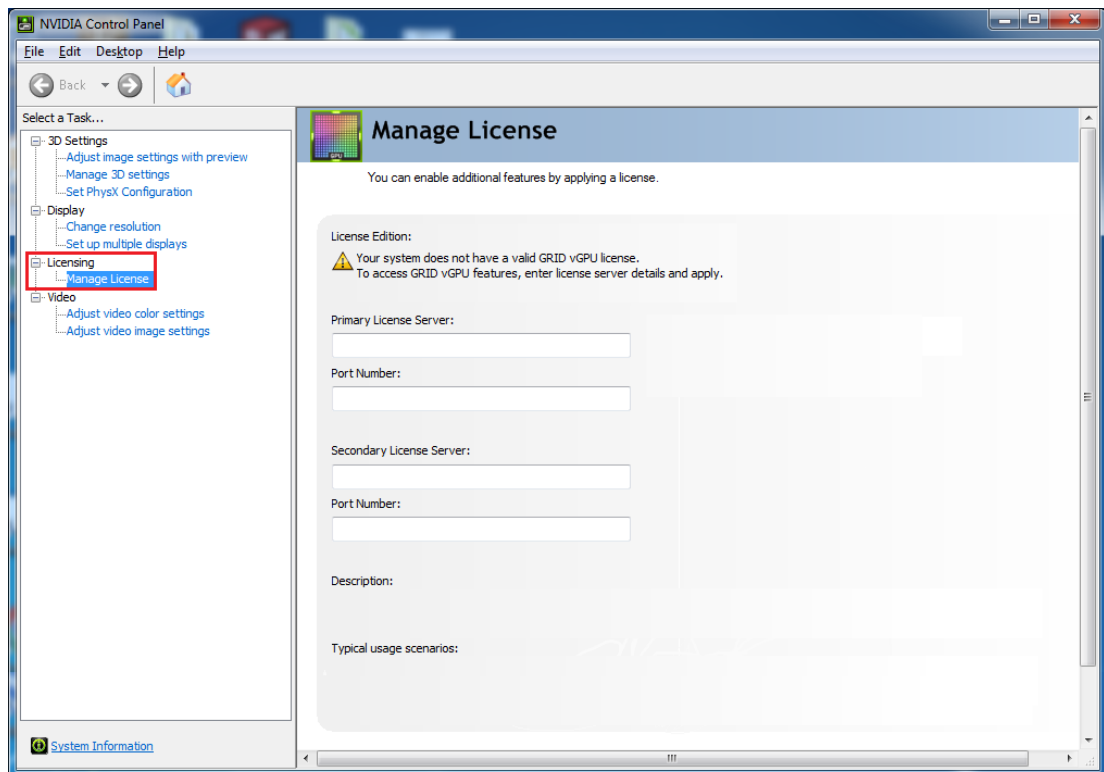 NVIDIA Control Panel
File Edit Desktop Help
Back
Select a Task...
3D Settings
Adjust image settings with preview
Manage 3D settings
Set PhysX Configuration
Display
Change resolution
Set up multiple displays
Licensing
Manage License
Video
Adjust video color settings
Adjust video image settings
System Information
GPU
Manage License
You can enable additional features by applying a license.
License Edition:
Your system does not have a valid GRID vGPU license.
To access GRID vGPU features, enter license server details and apply.
Primary License Server:
Port Number:
Secondary License Server:
Port Number:
Description:
Typical usage scenarios: